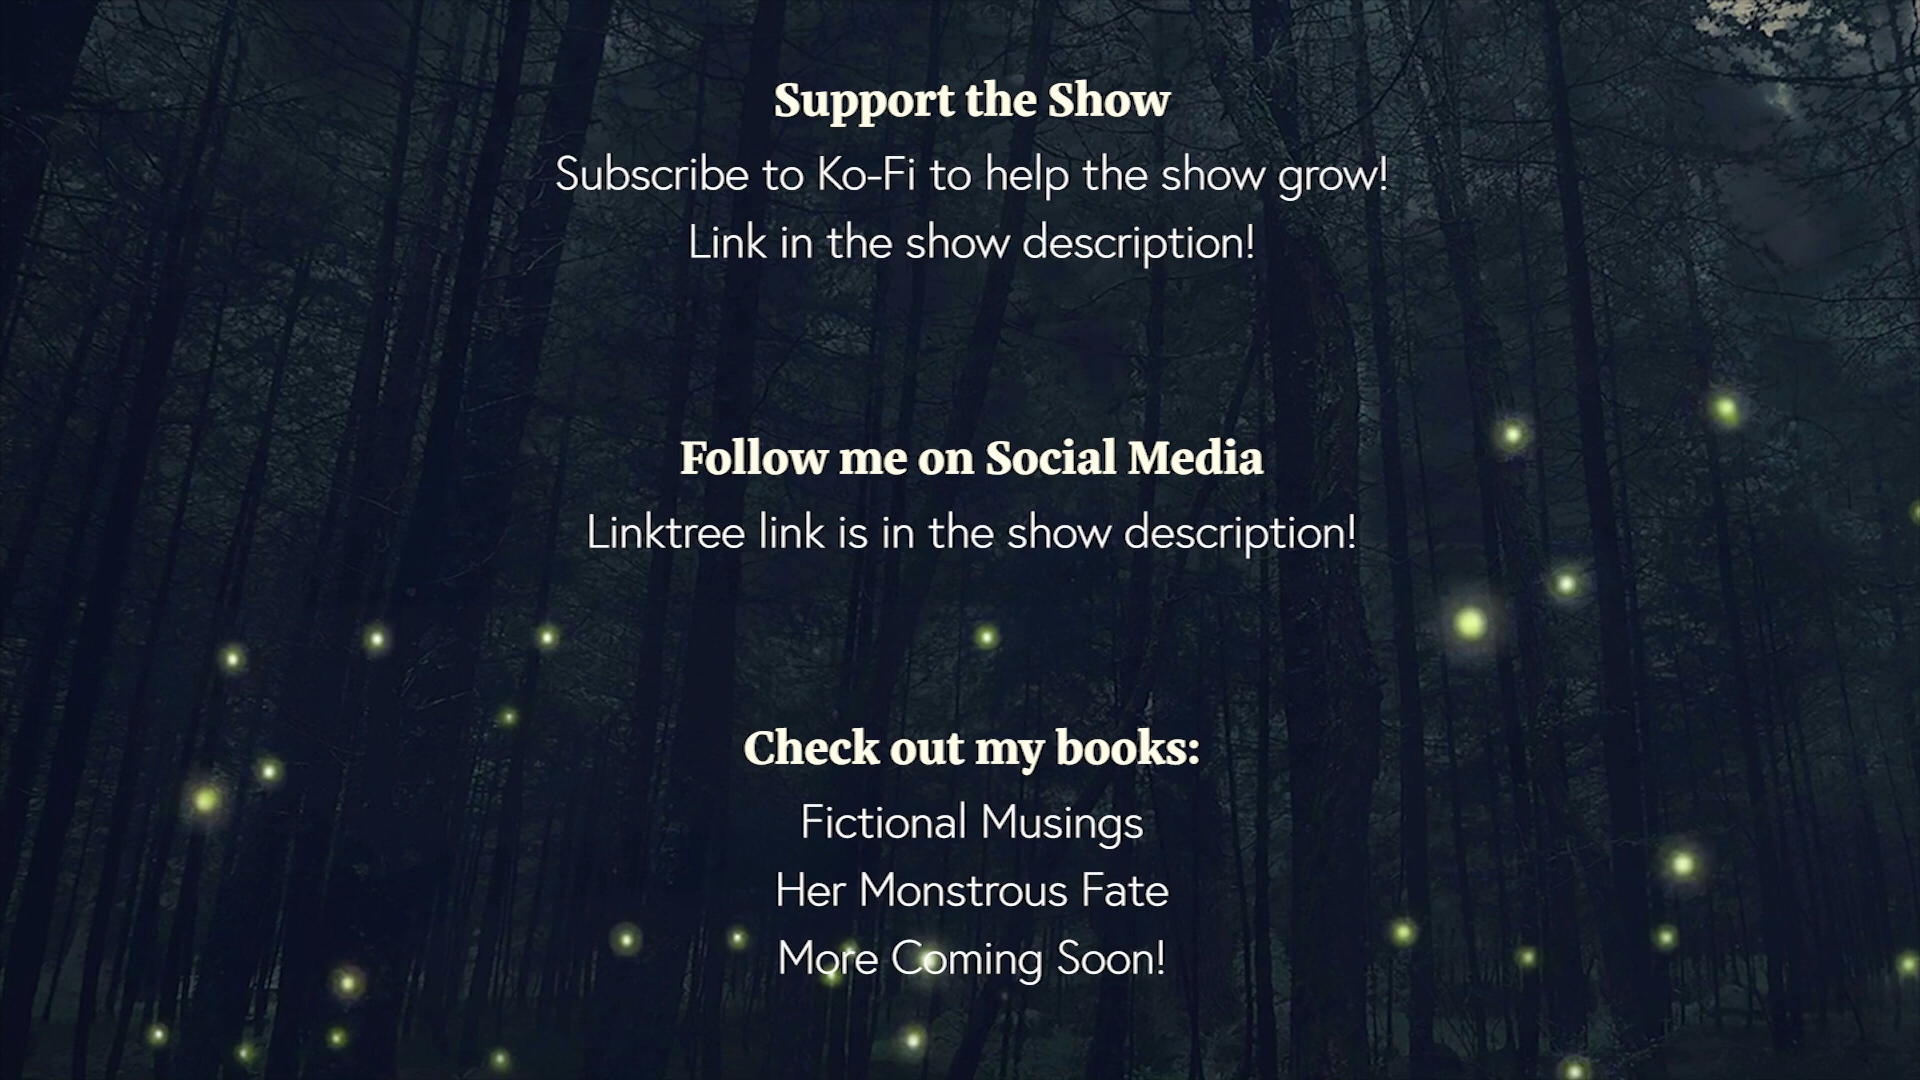 Support the Show
Subscribe to Ko-Fi to help the show grow!
Link in the show description!
Follow me on Social Media
Linktree link is in the show description!
Check out my books:
Fictional Musings
Her Monstrous Fate
More Coming Soon!